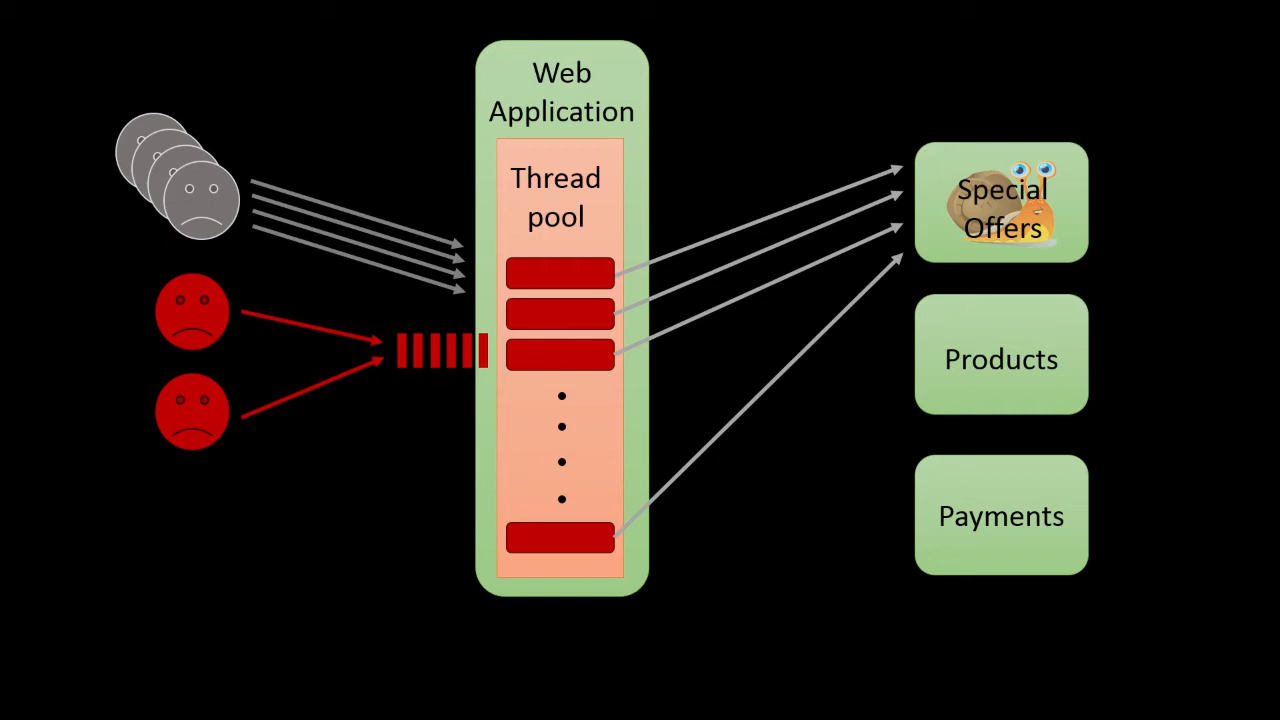 Web
Application
Thread
pool
Special
Offers
Products
Payments